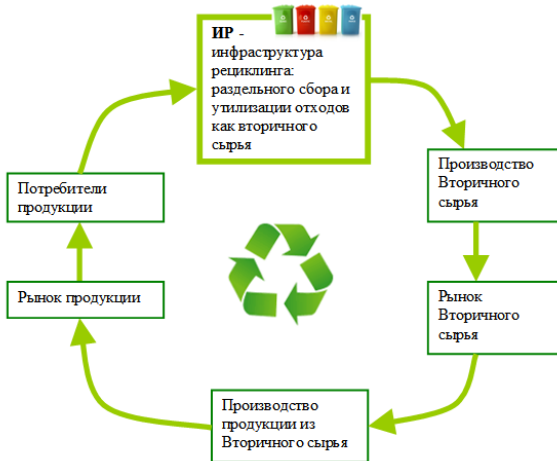 ИР -
инфраструктура
рециклинга:
раздельного сбора и
утилизации отходов
как вторичного
сырья
Производство
Вторичного
сырья
Рынок
Вторичного
сырья
Производство
продукции из
Вторичного сырья
Рынок продукции
Потребители
продукции